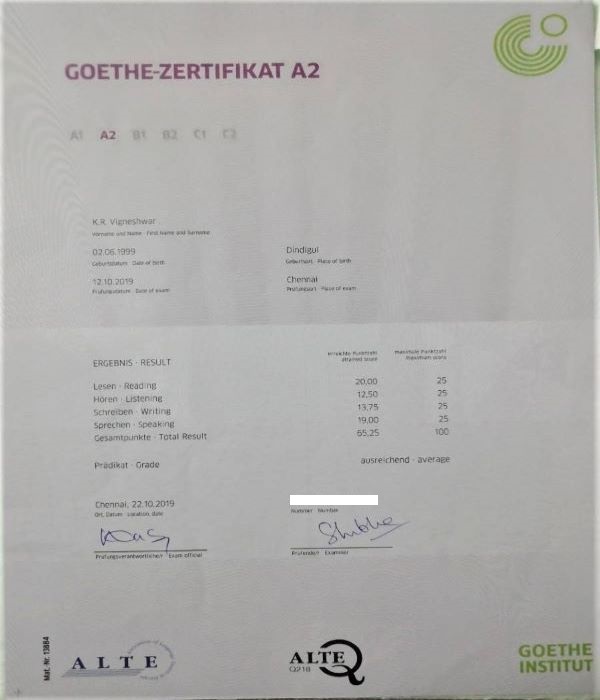 GOETHE-ZERTIFIKAT A2
A1 A2 B1 B2 C1 C2
K.R. Vigneshwar
Vorname und Name · First Name and Surname
02.06.1999 Dindigul
Geburtsdatum · Date of birth Geburtsort · Place of birth
12.10.2019 Chennai
Prüfungsdatum · Date of exam Prüfungsort · Place of exam
erreichte Punktzahl maximale Punktzahl
ERGEBNIS · RESULT attained score maximum score
Lesen · Reading 20,00 25
Hören · Listening 12,50 25
Schreiben · Writing 13,75 25
Sprechen · Speaking 19,00 25
Gesamtpunkte · Total Result 65,25 100
Prädikat · Grade ausreichend · average
Chennai, 22.10.2019
Ort, Datum · Location, date Nummer · Number
Prüfungsverantwortliche/r · Exam official Prüfende/r · Examiner
Mat.-Nr. 13884
ALTE
ALTE
Q218
GOETHE
INSTITUT